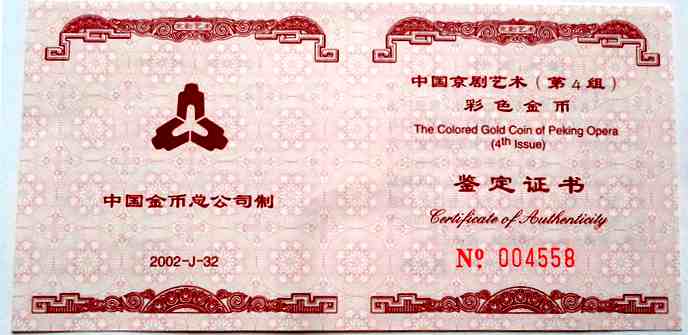 中国金币总公司制
2002-J-32
中国京剧艺术（第4组）
彩色金币
The Colored Gold Coin of Peking Opera
(4th Issue)
鉴定证书
Certificate of Authenticity
Nº 004558